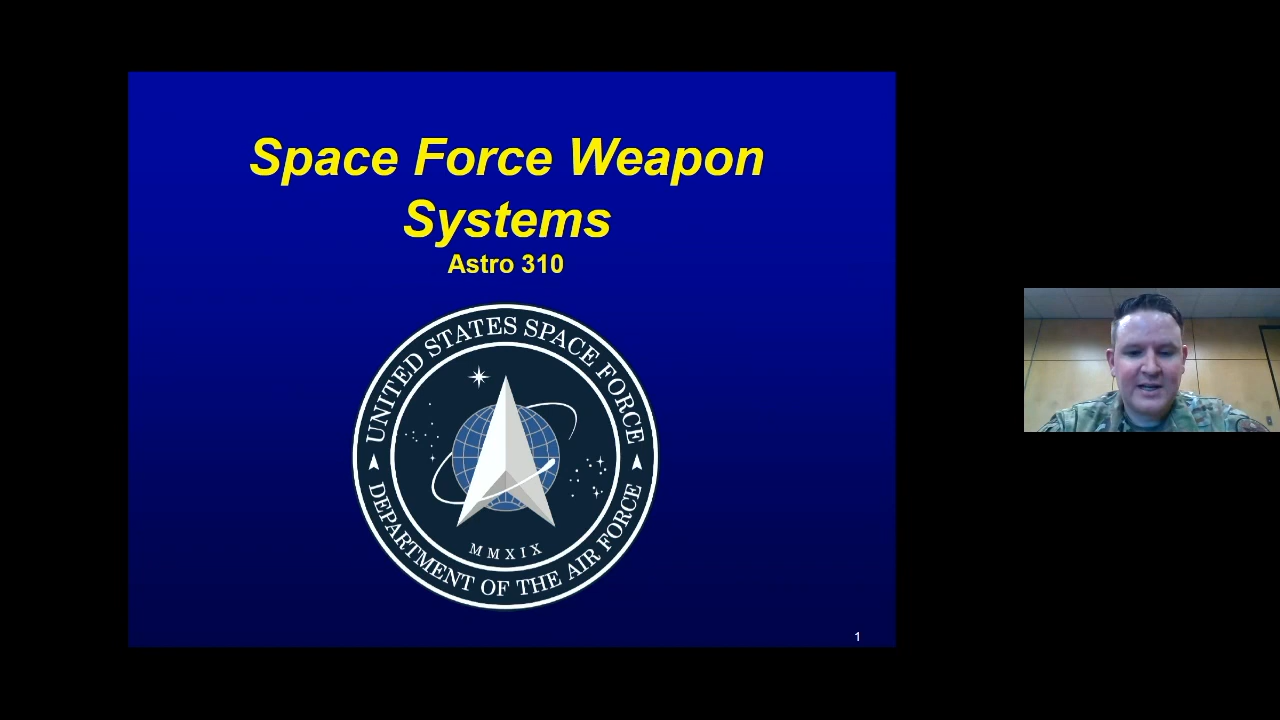 Space Force Weapon
Systems
Astro 310
UNITED STATES SPACE FORCE
MMXIX
DEPARTMENT OF THE AIR FORCE
1